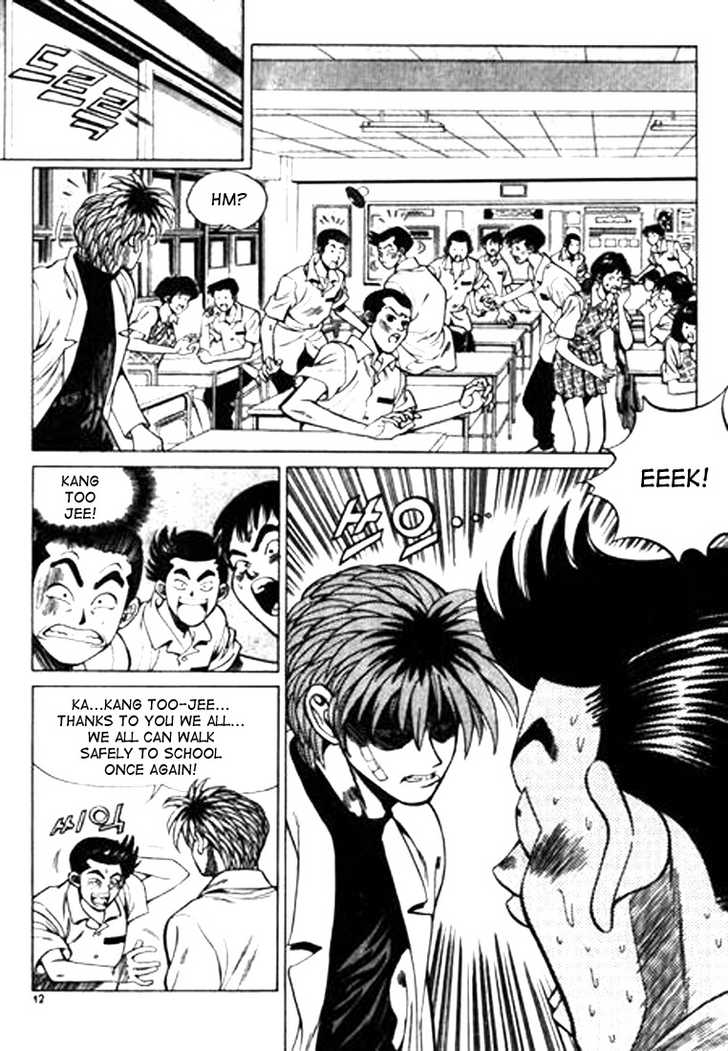 드르륵
HM?
EEEK!
KANG
TOO
JEE!
쓰윽...
KA...KANG TOO-JEE...
THANKS TO YOU WE ALL...
WE ALL CAN WALK
SAFELY TO SCHOOL
ONCE AGAIN!
씨익
12